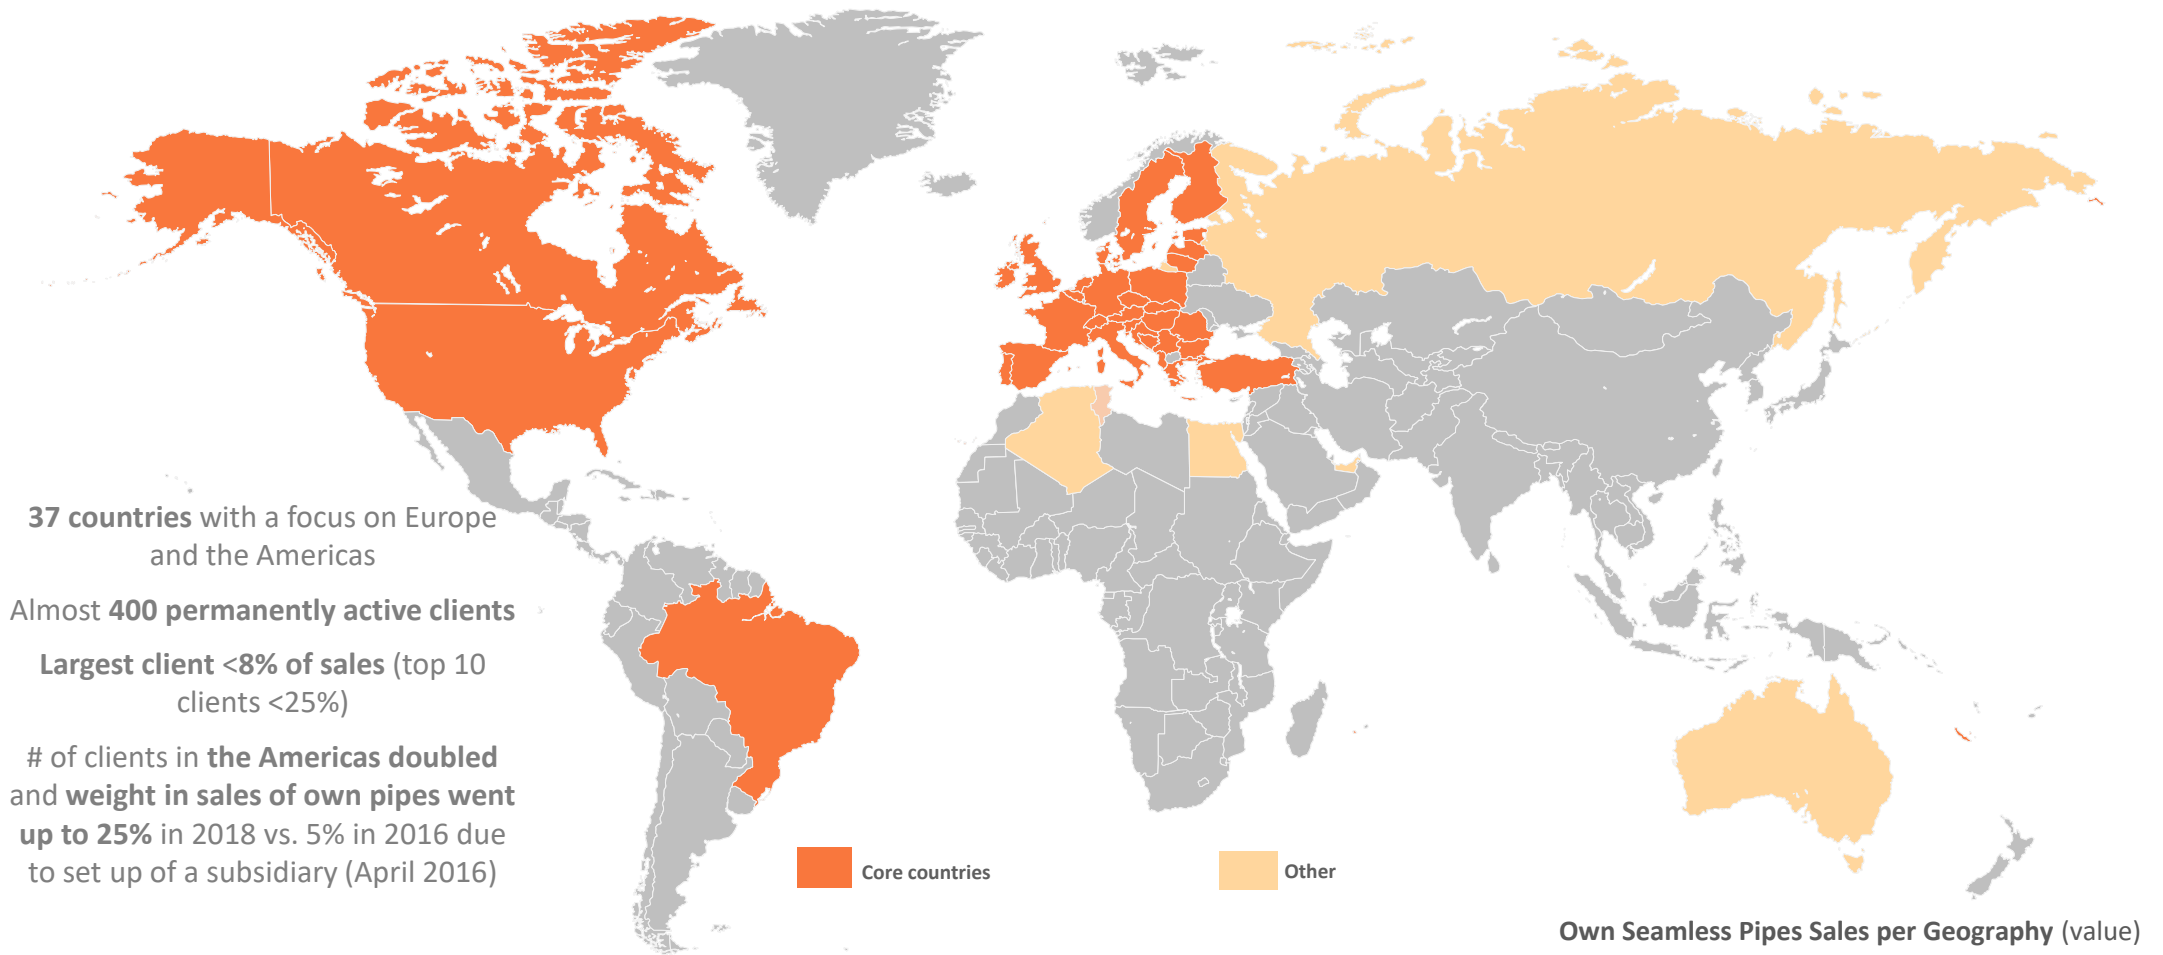 37 countries with a focus on Europe
and the Americas
Almost 400 permanently active clients
Largest client <8% of sales (top 10
clients <25%)
# of clients in the Americas doubled
and weight in sales of own pipes went
up to 25% in 2018 vs. 5% in 2016 due
to set up of a subsidiary (April 2016)
Core countries
Other
Own Seamless Pipes Sales per Geography (value)